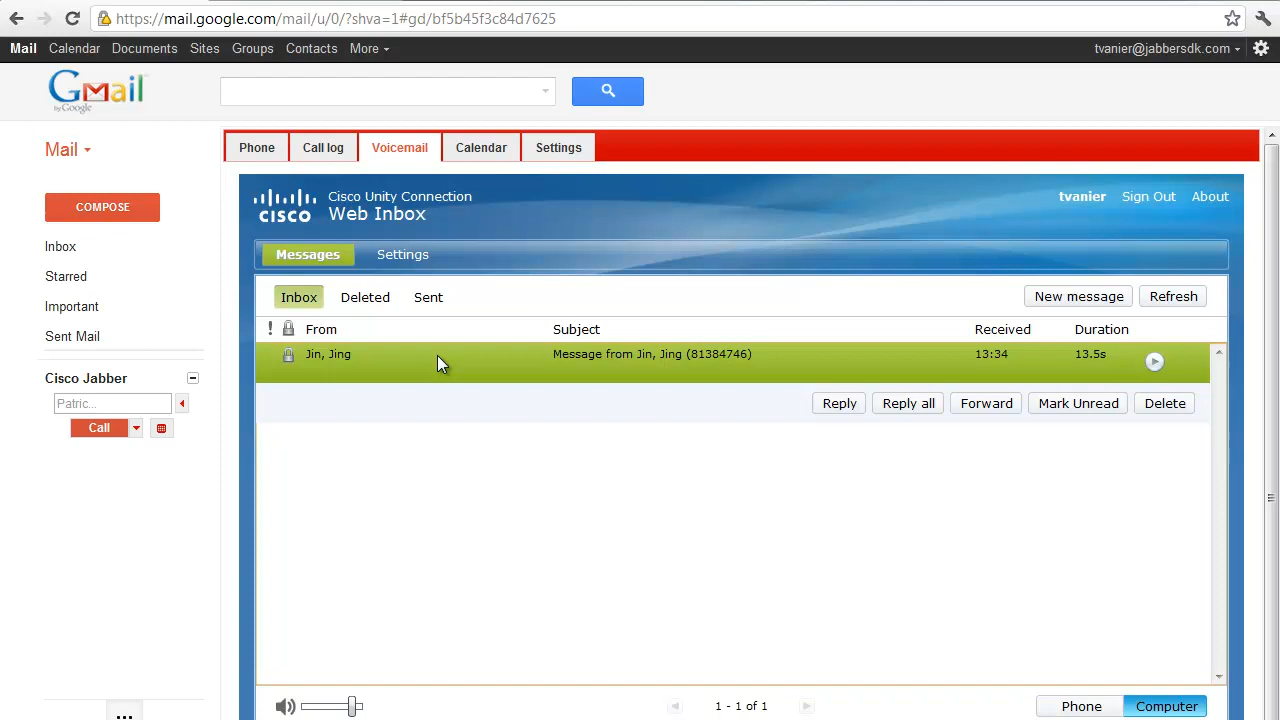 https://mail.google.com/mail/u/0/?shva=1#gd/bf5b45f3c84d7625
Mail Calendar Documents Sites Groups Contacts More tvanier@jabbersdk.com
Gmail
by Google
Mail
Phone Call log Voicemail Calendar Settings
CISCO
Cisco Unity Connection
Web Inbox
tvanier Sign Out About
COMPOSE
Inbox
Starred
Important
Sent Mail
Messages Settings
Inbox Deleted Sent New message Refresh
! From Subject Received Duration
Jin, Jing Message from Jin, Jing (81384746) 13:34 13.5s
Reply Reply all Forward Mark Unread Delete
Cisco Jabber
Patric...
Call
1 - 1 of 1
Phone Computer